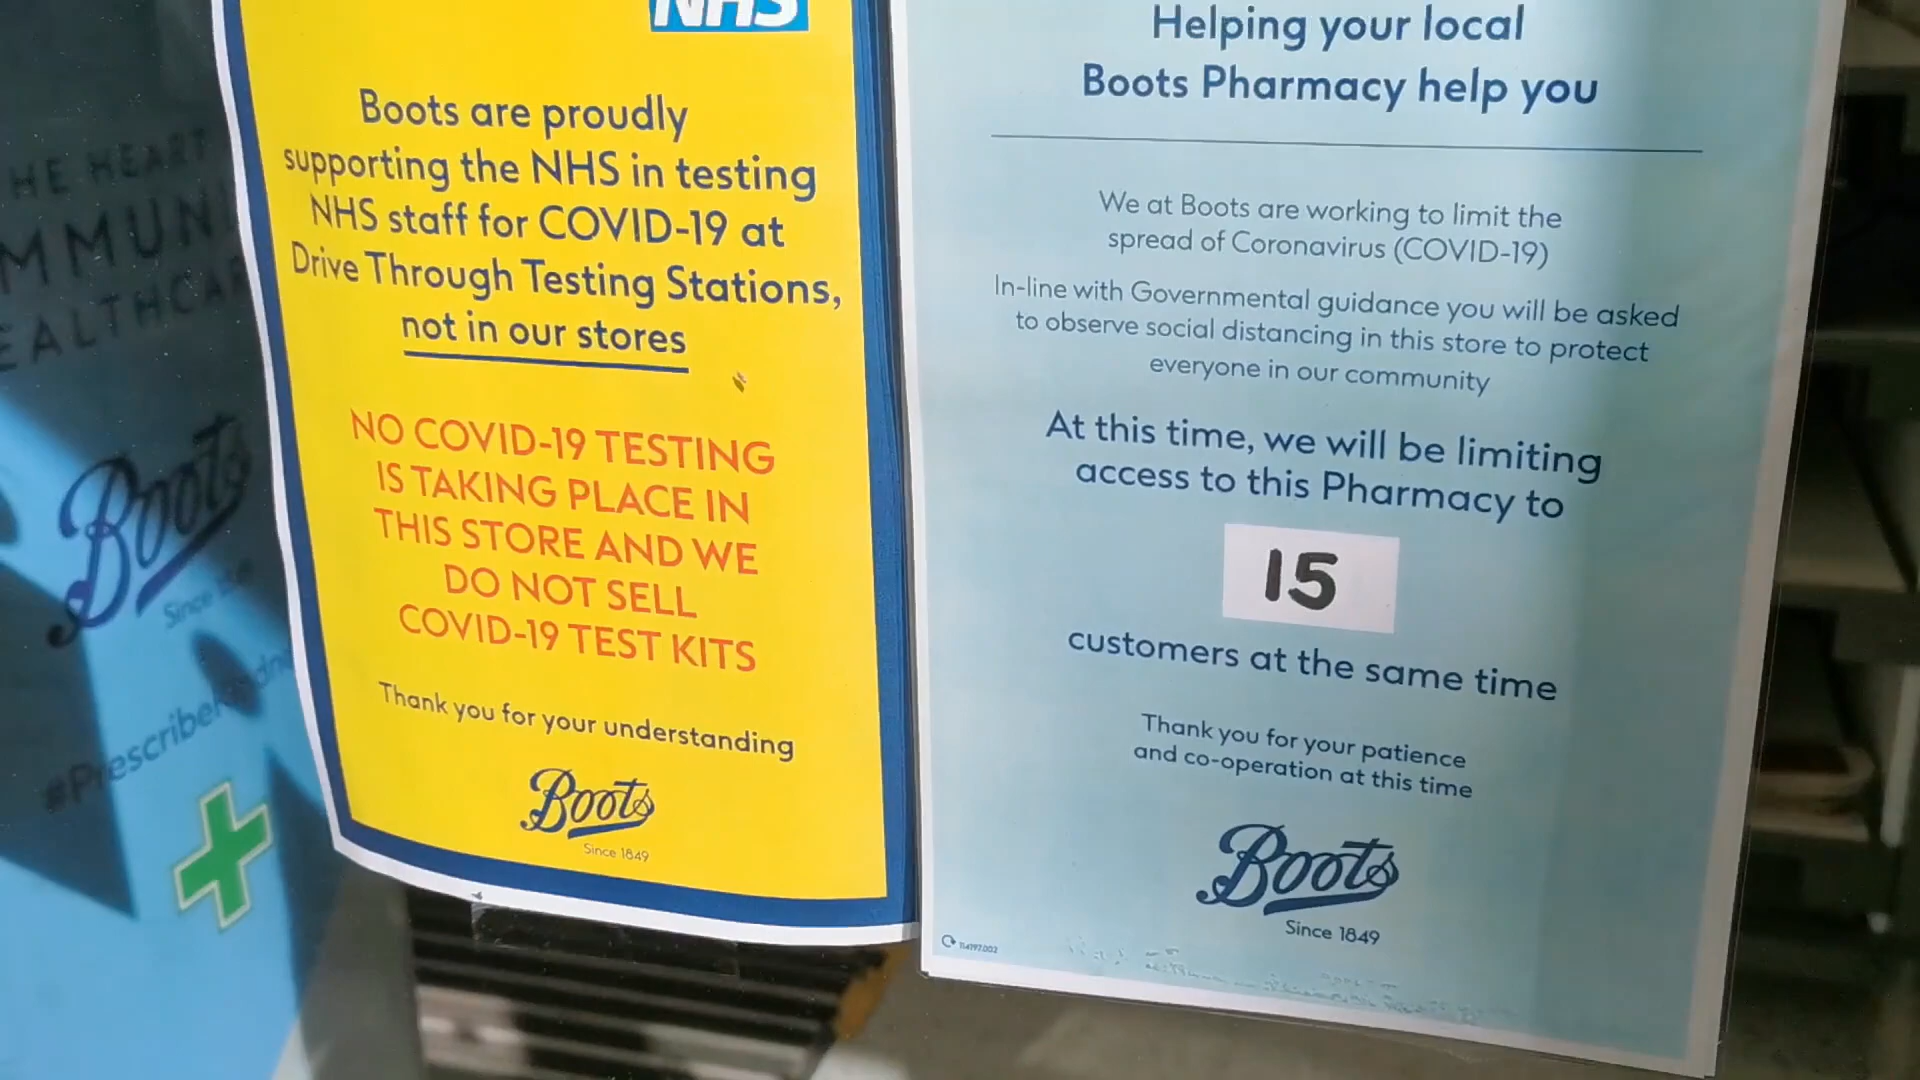 NHS
Boots are proudly
supporting the NHS in testing
NHS staff for COVID-19 at
Drive Through Testing Stations,
not in our stores
NO COVID-19 TESTING
IS TAKING PLACE IN
THIS STORE AND WE
DO NOT SELL
COVID-19 TEST KITS
Thank you for your understanding
Boots
Since 1849
Helping your local
Boots Pharmacy help you
We at Boots are working to limit the
spread of Coronavirus (COVID-19)
In-line with Governmental guidance you will be asked
to observe social distancing in this store to protect
everyone in our community
At this time, we will be limiting
access to this Pharmacy to
15
customers at the same time
Thank you for your patience
and co-operation at this time
Boots
Since 1849
HE HEART
MMUNI
EALTHCAR
Boots
Since